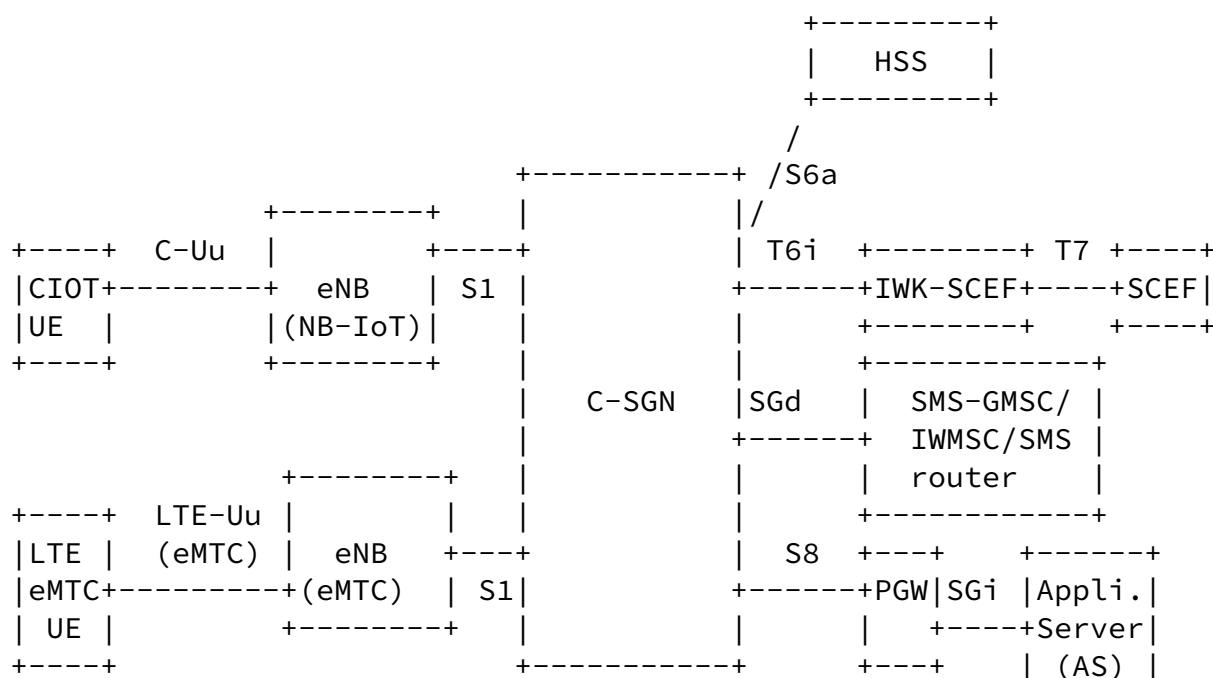 +---------+
                                                |   HSS   |
                                                +---------+
                                               /
                              +-----------+ /S6a
               +--------+     |           |/
+----+   C-Uu  |        +-----+           | T6i  +--------+ T7 +----+
|CIOT+---------+  eNB   | S1  |           +------+IWK-SCEF+----+SCEF|
|UE  |         |(NB-IoT)|     |           |      +--------+    +----+
+----+         +--------+     |           |      +------------+
                              |   C-SGN   |SGd   |  SMS-GMSC/ |
                              |           +------+  IWMSC/SMS |
                +--------+    |           |      |  router    |
+----+  LTE-Uu  |        |    |           |      +------------+
|LTE |  (eMTC)  |  eNB   +----+           |  S8  +---+    +------+
|eMTC+----------+(eMTC)  | S1 |           +------+PGW|SGi |Appli.|
| UE |          +--------+    |           |      |   +----+Server|
+----+                        +-----------+      +---+    | (AS) |